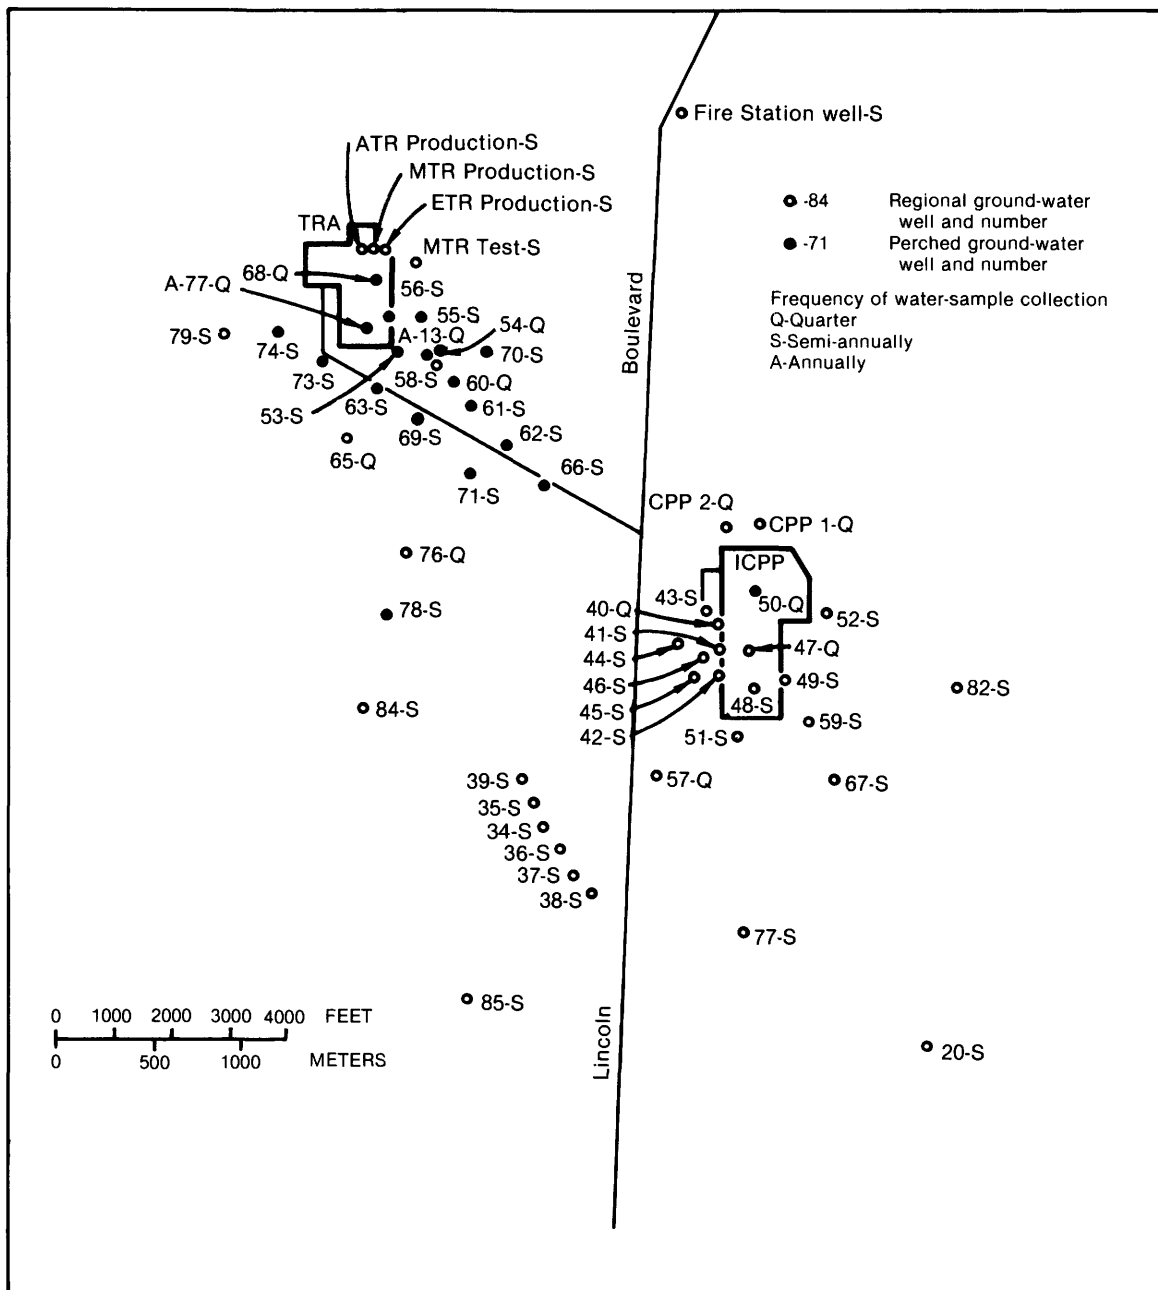 Fire Station well-S
ATR Production-S
MTR Production-S
ETR Production-S
TRA
MTR Test-S
-84 Regional ground-water
well and number
-71 Perched ground-water
well and number
Frequency of water-sample collection
Q-Quarter
S-Semi-annually
A-Annually
68-Q
A-77-Q
56-S
55-S
54-Q
A-13-Q
79-S
74-S
70-S
73-S
58-S
60-Q
53-S
63-S
61-S
69-S
62-S
65-Q
66-S
71-S
Boulevard
CPP 2-Q
CPP 1-Q
ICPP
76-Q
43-S
50-Q
40-Q
52-S
78-S
41-S
47-Q
44-S
49-S
46-S
48-S
82-S
45-S
84-S
42-S
51-S
59-S
39-S
57-Q
67-S
35-S
34-S
36-S
37-S
38-S
77-S
85-S
Lincoln
0 1000 2000 3000 4000 FEET
0 500 1000 METERS
20-S